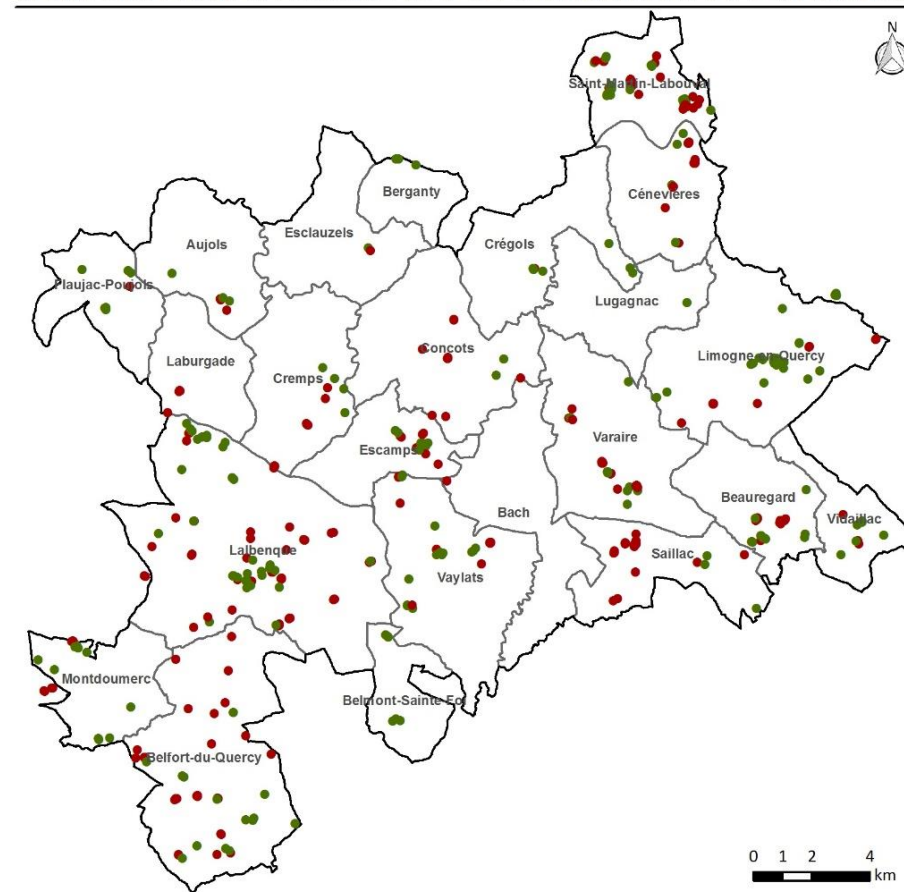 N
Saint-Martin-Labouval
Berganty
Cénevières
Esclauzels
Aujols
Crégols
Flaujac-Poujols
Lugagnac
Concots
Laburgade
Limogne-en-Quercy
Cremps
Varaire
Escamps
Beauregard
Bach
Vidaillac
Lalbenque
Saillac
Vaylats
Montdoumerc
Belmont-Sainte-Foi
Belfort-du-Quercy
0 1 2 4
km